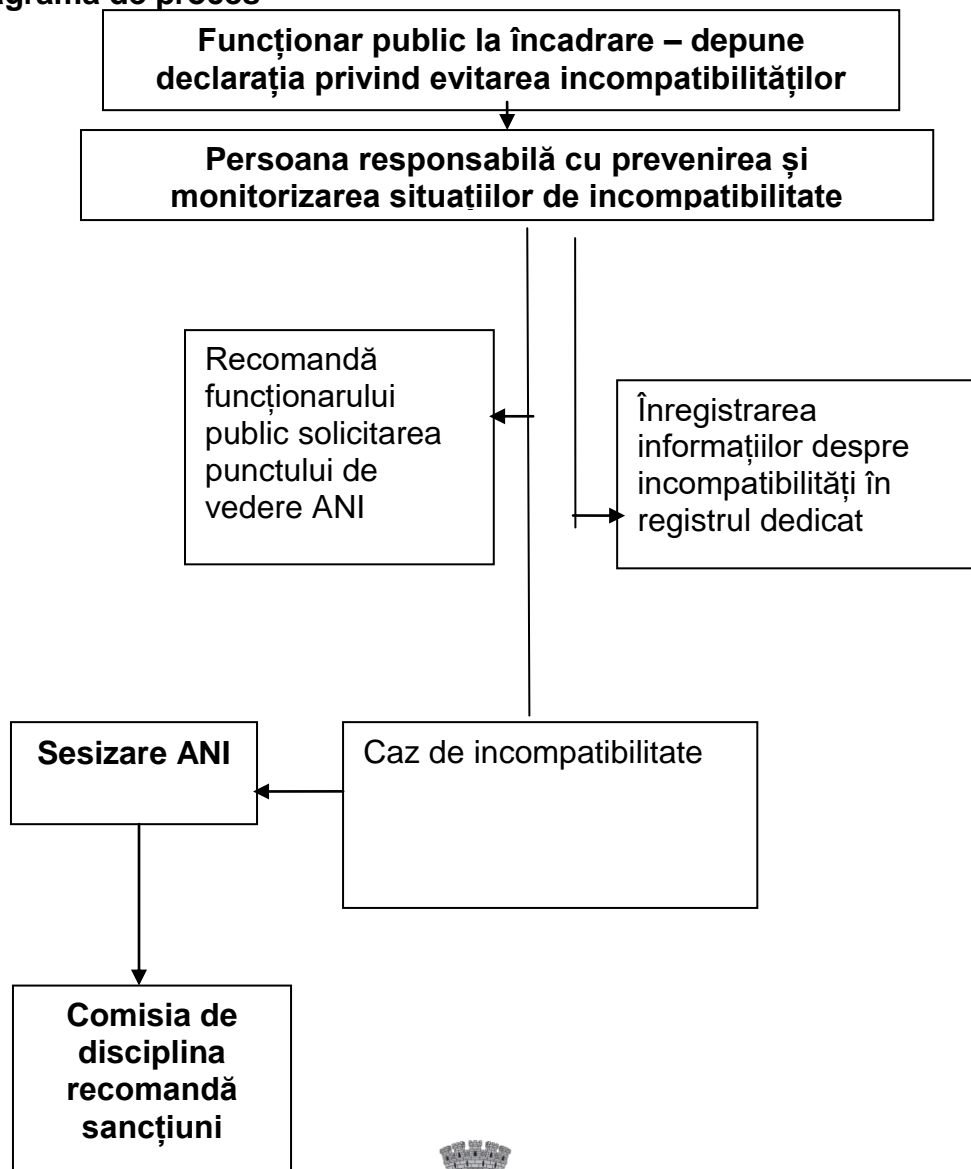 de proces
Funcționar public la încadrare – depune
declarația privind evitarea incompatibilităților
Persoana responsabilă cu prevenirea și
monitorizarea situațiilor de incompatibilitate
Recomandă
funcționarului
public solicitarea
punctului de
vedere ANI
Înregistrarea
informațiilor despre
incompatibilități în
registrul dedicat
Sesizare ANI
Caz de incompatibilitate
Comisia de
disciplina
recomandă
sancțiuni